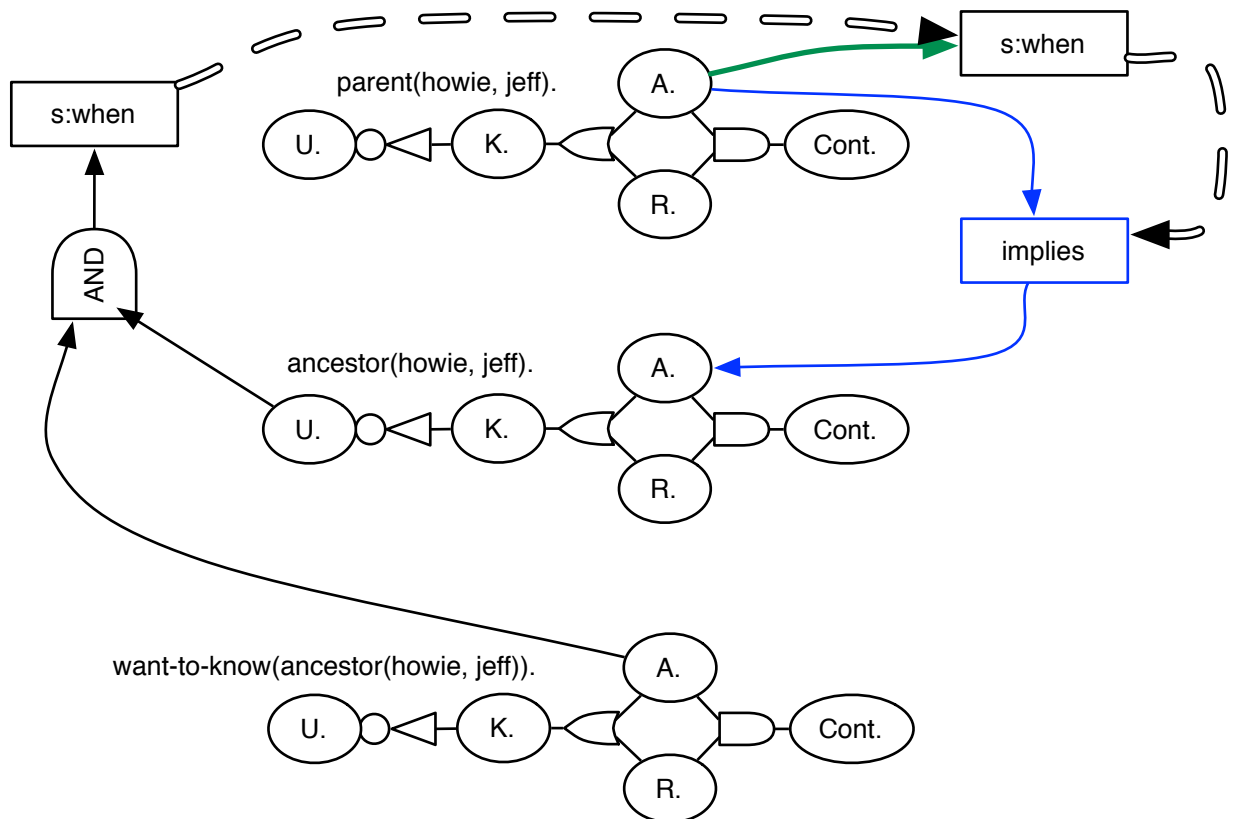 s:when
s:when
parent(howie, jeff).
A.
U.
K.
Cont.
R.
AND
implies
ancestor(howie, jeff).
A.
U.
K.
Cont.
R.
want-to-know(ancestor(howie, jeff)).
A.
U.
K.
Cont.
R.